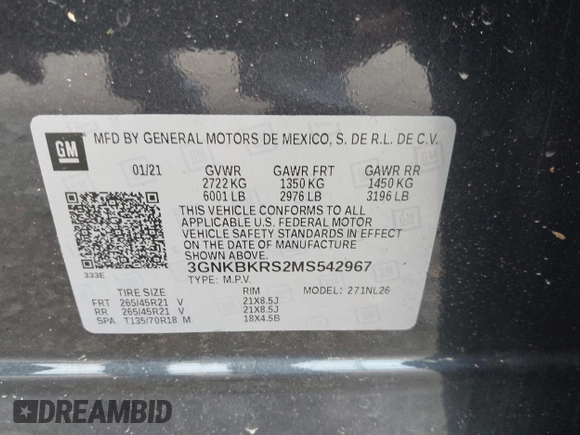 GM
MFD BY GENERAL MOTORS DE MEXICO, S. DE R.L. DE C.V.
01/21 GVWR GAWR FRT GAWR RR
2722 KG 1350 KG 1450 KG
6001 LB 2976 LB 3196 LB
THIS VEHICLE CONFORMS TO ALL
APPLICABLE U.S. FEDERAL MOTOR
VEHICLE SAFETY STANDARDS IN EFFECT
ON THE DATE OF MANUFACTURE
SHOWN ABOVE.
333E 3GNKBKRS2MS542967
TYPE: M.P.V.
TIRE SIZE RIM MODEL: 271NL26
FRT 265/45R21 V 21X8.5J
RR 265/45R21 V 21X8.5J
SPA T135/70R18 M 18X4.5B
DREAMBID